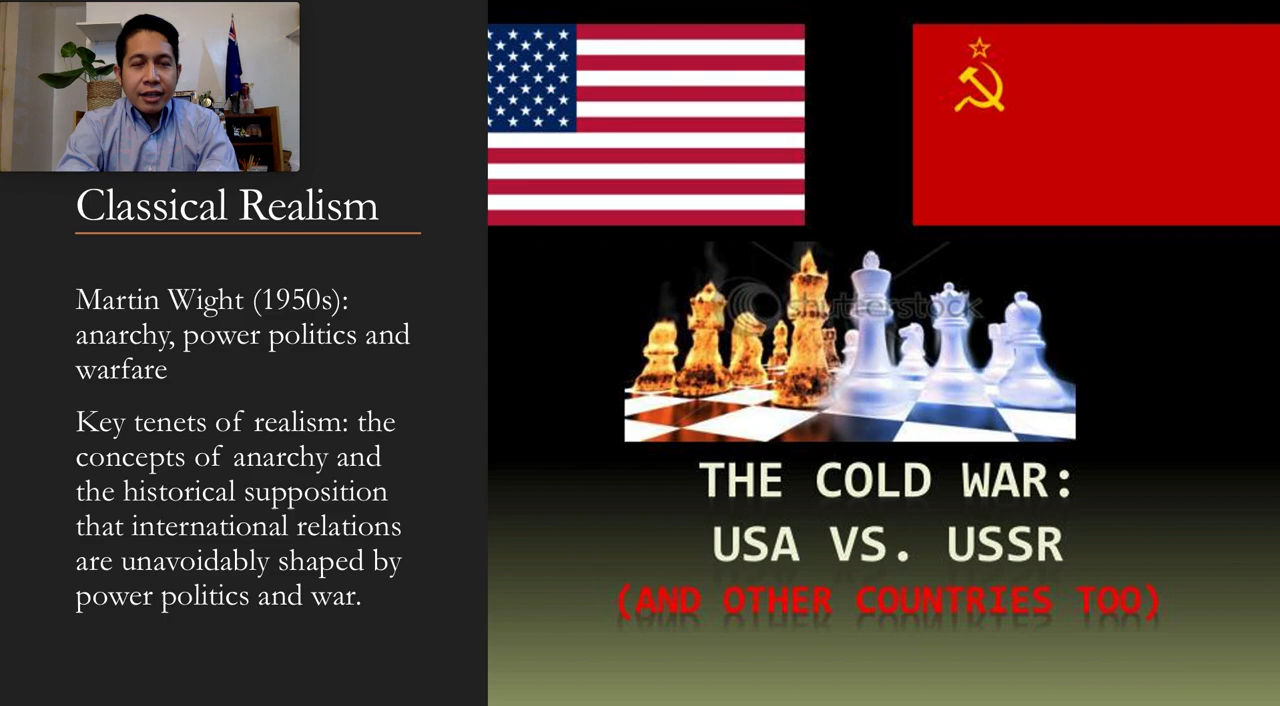 Classical Realism
Martin Wight (1950s):
anarchy, power politics and
warfare
Key tenets of realism: the
concepts of anarchy and
the historical supposition
that international relations
are unavoidably shaped by
power politics and war.
shutterstock
THE COLD WAR:
USA VS. USSR
(AND OTHER COUNTRIES TOO)